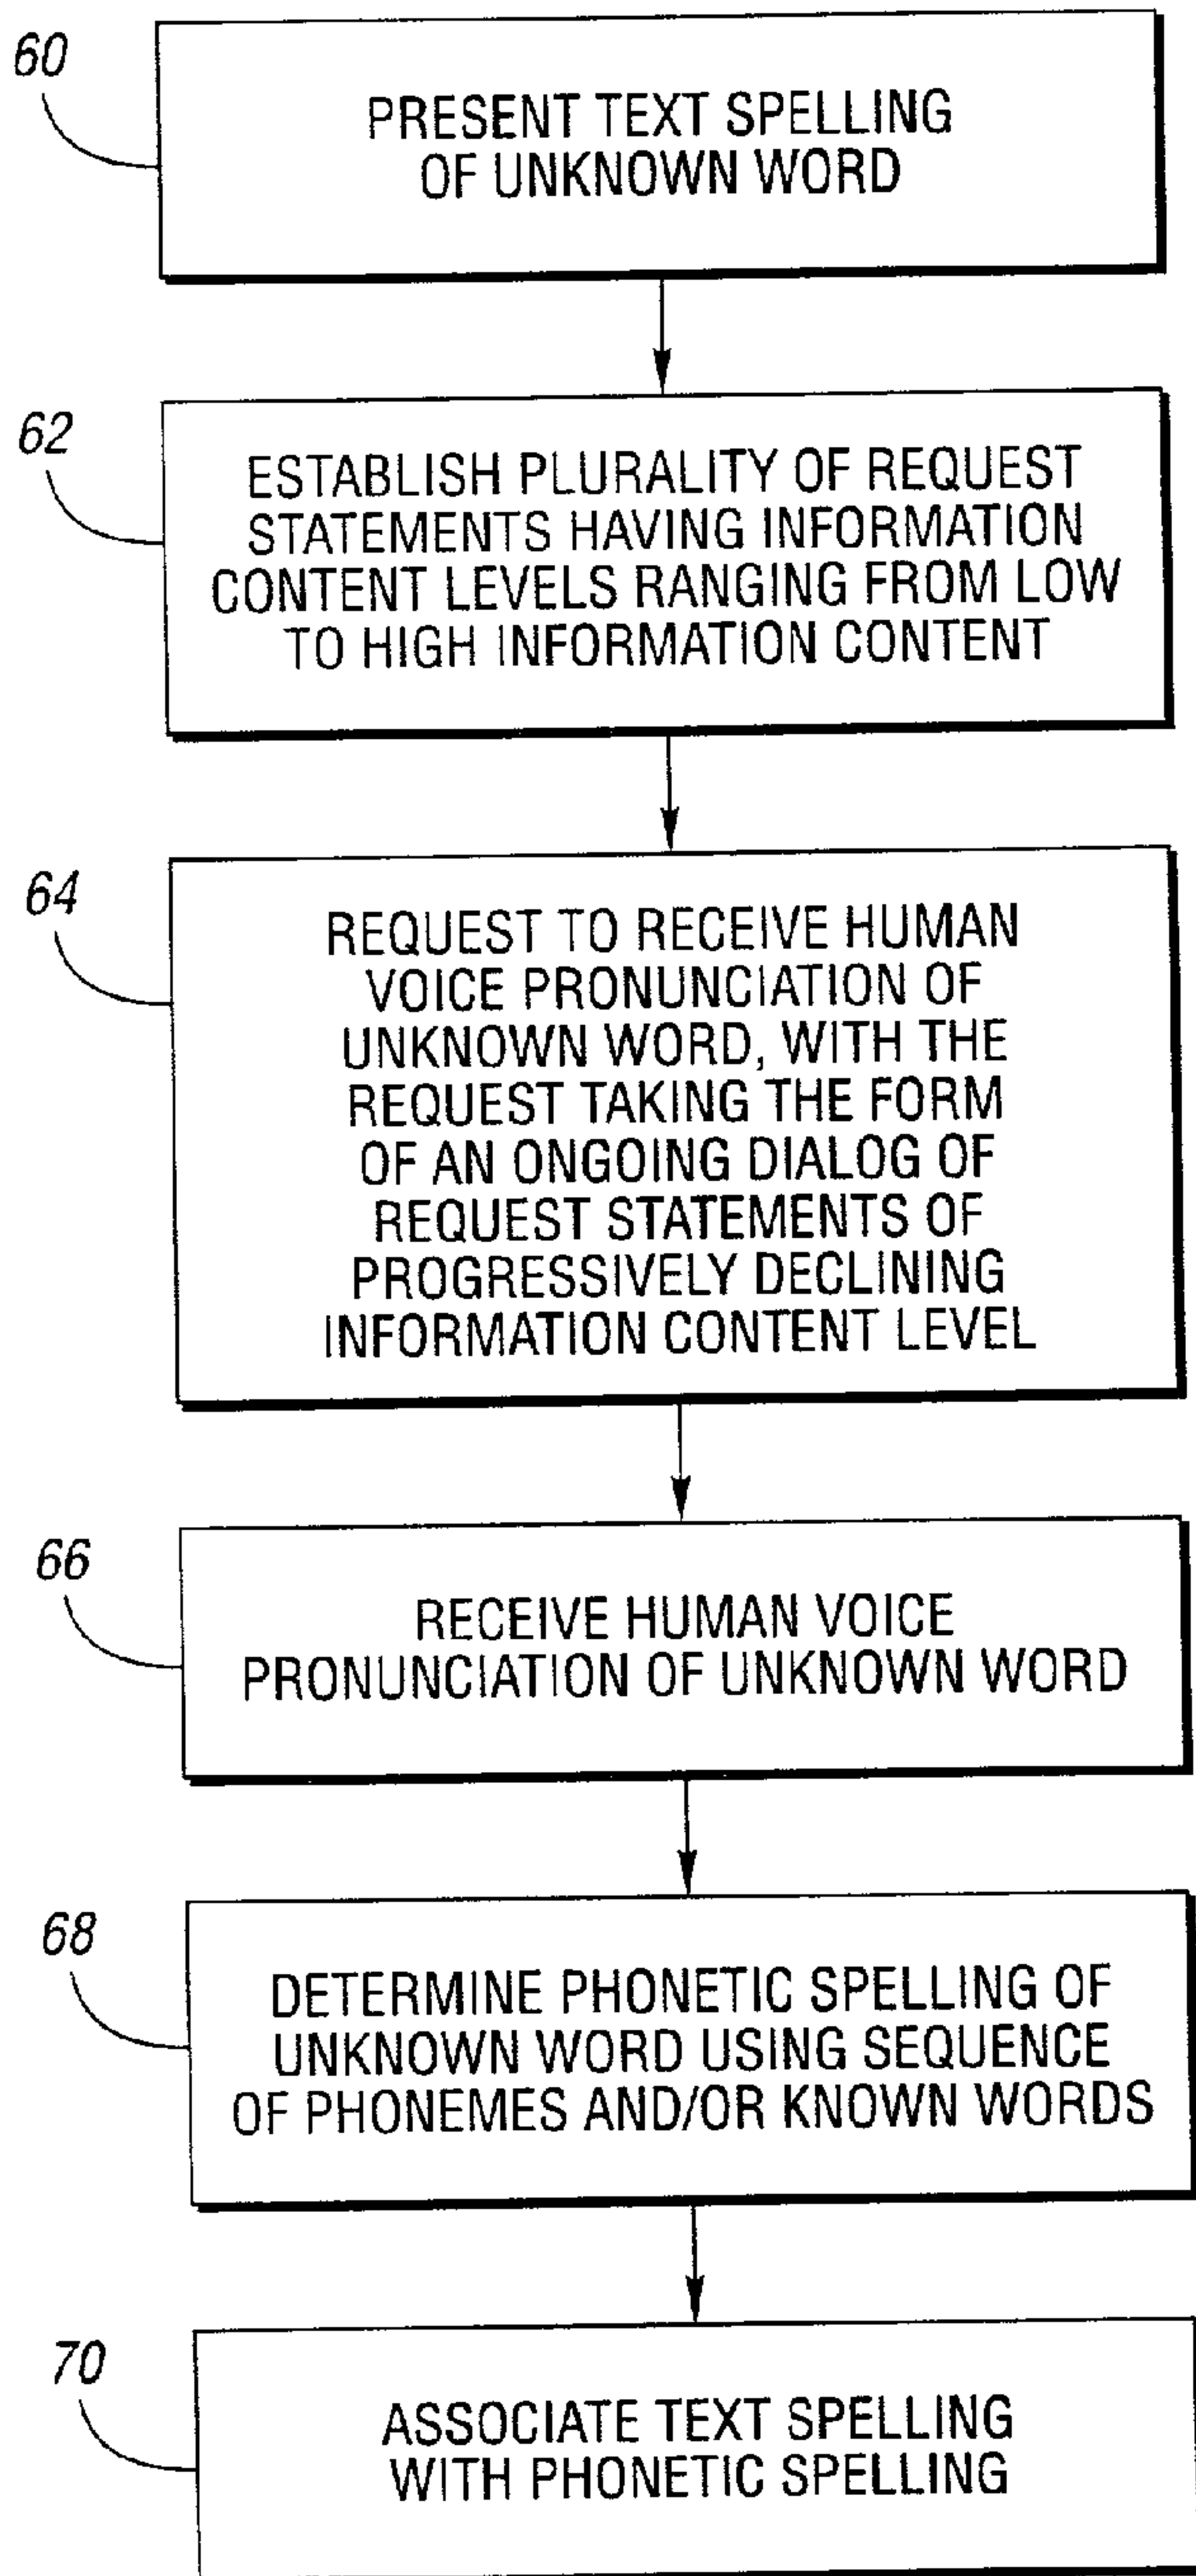 60
PRESENT TEXT SPELLING
OF UNKNOWN WORD
62
ESTABLISH PLURALITY OF REQUEST
STATEMENTS HAVING INFORMATION
CONTENT LEVELS RANGING FROM LOW
TO HIGH INFORMATION CONTENT
64
REQUEST TO RECEIVE HUMAN
VOICE PRONUNCIATION OF
UNKNOWN WORD, WITH THE
REQUEST TAKING THE FORM
OF AN ONGOING DIALOG OF
REQUEST STATEMENTS OF
PROGRESSIVELY DECLINING
INFORMATION CONTENT LEVEL
66
RECEIVE HUMAN VOICE
PRONUNCIATION OF UNKNOWN WORD
68
DETERMINE PHONETIC SPELLING OF
UNKNOWN WORD USING SEQUENCE
OF PHONEMES AND/OR KNOWN WORDS
70
ASSOCIATE TEXT SPELLING
WITH PHONETIC SPELLING